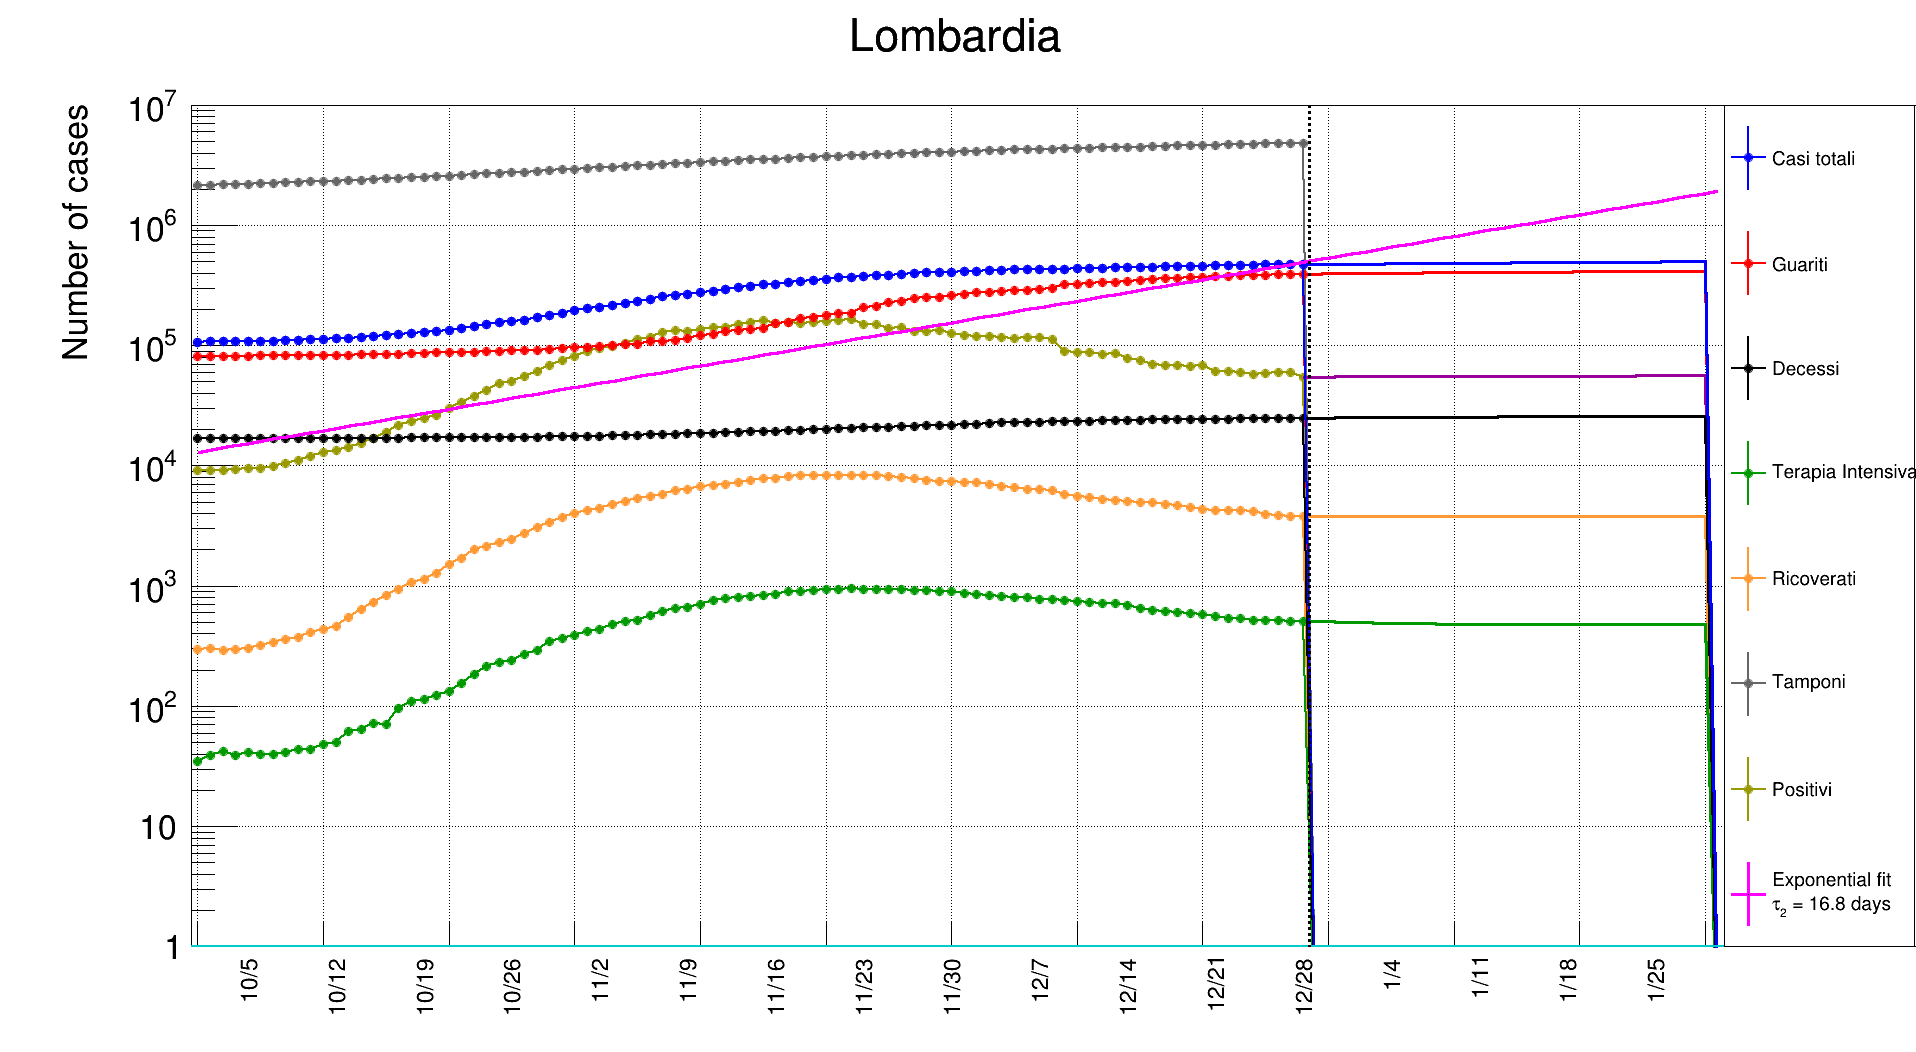 Lombardia
Number of cases
10^7
10^6
10^5
10^4
10^3
10^2
10
1
10/5
10/12
10/19
10/26
11/2
11/9
11/16
11/23
11/30
12/7
12/14
12/21
12/28
1/4
1/11
1/18
1/25
Casi totali
Guariti
Decessi
Terapia Intensiva
Ricoverati
Tamponi
Positivi
Exponential fit
τ_2 = 16.8 days